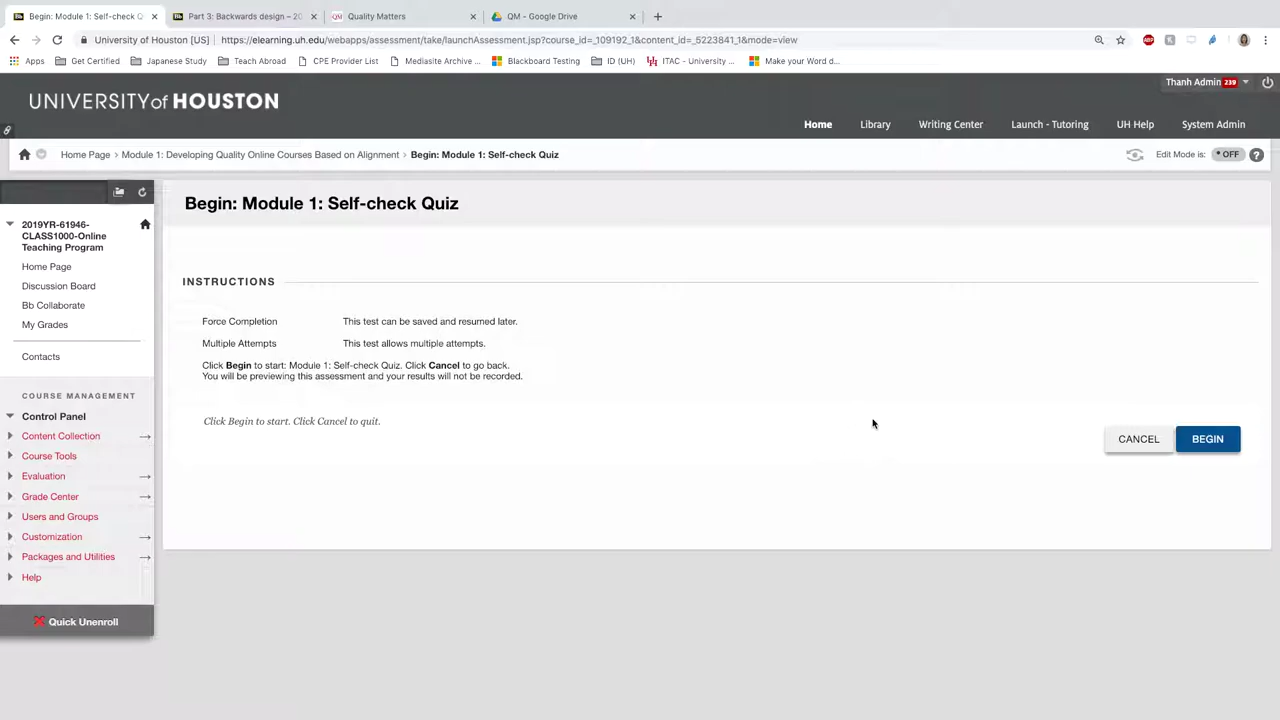 Begin: Module 1: Self-check Q
Part 3: Backwards design – 20
Quality Matters
QM - Google Drive
University of Houston [US]
https://elearning.uh.edu/webapps/assessment/take/launchAssessment.jsp?course_id=_109192_1&content_id=_5223841_1&mode=view
Apps
Get Certified
Japanese Study
Teach Abroad
CPE Provider List
Mediasite Archive ...
Blackboard Testing
ID (UH)
ITAC - University ...
Make your Word d...
Thanh Admin 239
UNIVERSITY of HOUSTON
Home
Library
Writing Center
Launch - Tutoring
UH Help
System Admin
Home Page
Module 1: Developing Quality Online Courses Based on Alignment
Begin: Module 1: Self-check Quiz
Edit Mode is: OFF ?
2019YR-61946-
CLASS1000-Online
Teaching Program
Home Page
Discussion Board
Bb Collaborate
My Grades
Contacts
COURSE MANAGEMENT
Control Panel
Content Collection
Course Tools
Evaluation
Grade Center
Users and Groups
Customization
Packages and Utilities
Help
Quick Unenroll
Begin: Module 1: Self-check Quiz
INSTRUCTIONS
Force Completion This test can be saved and resumed later.
Multiple Attempts This test allows multiple attempts.
Click Begin to start: Module 1: Self-check Quiz. Click Cancel to go back.
You will be previewing this assessment and your results will not be recorded.
Click Begin to start. Click Cancel to quit.
CANCEL
BEGIN